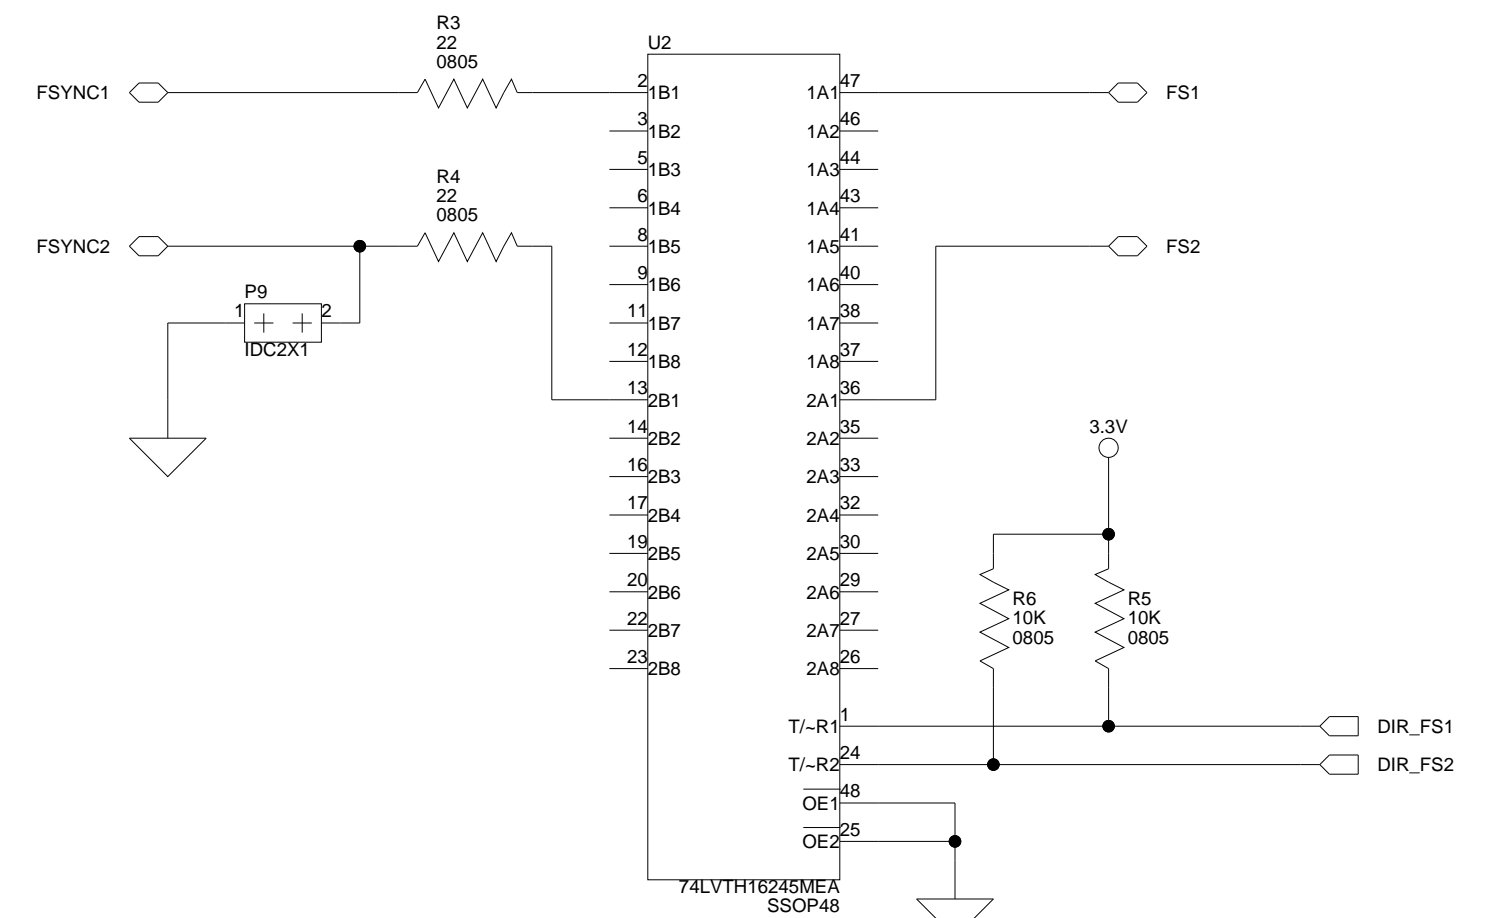 R3
22
0805
U2
FSYNC1
2
1B1
1A1
47
FS1
3
1B2
1A2
46
5
1B3
1A3
44
R4
22
0805
6
1B4
1A4
43
FSYNC2
8
1B5
1A5
41
FS2
9
1B6
1A6
40
P9
1
2
IDC2X1
11
1B7
1A7
38
12
1B8
1A8
37
13
2B1
2A1
36
14
2B2
2A2
35
3.3V
16
2B3
2A3
33
17
2B4
2A4
32
19
2B5
2A5
30
20
2B6
2A6
29
R6
10K
0805
R5
10K
0805
22
2B7
2A7
27
23
2B8
2A8
26
T/~R1
1
DIR_FS1
T/~R2
24
DIR_FS2
OE1
48
OE2
25
74LVTH16245MEA
SSOP48